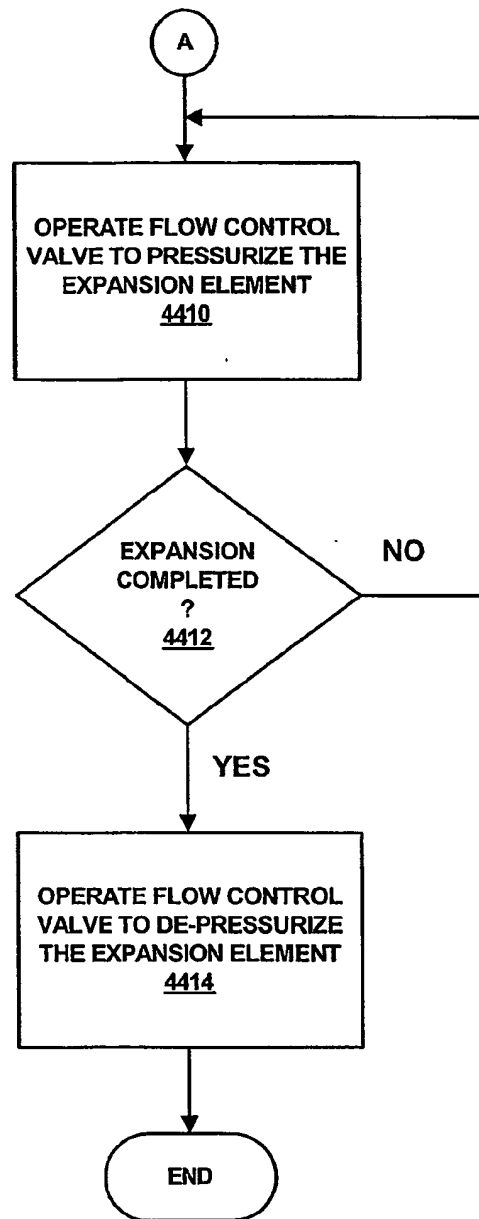 A
OPERATE FLOW CONTROL
VALVE TO PRESSURIZE THE
EXPANSION ELEMENT
4410
EXPANSION
COMPLETED
?
4412
NO
YES
OPERATE FLOW CONTROL
VALVE TO DE-PRESSURIZE
THE EXPANSION ELEMENT
4414
END